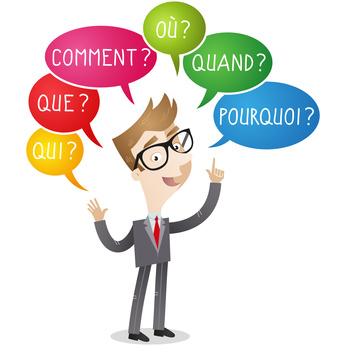 QUI ?
QUE ?
COMMENT ?
OÙ ?
QUAND ?
POURQUOI ?